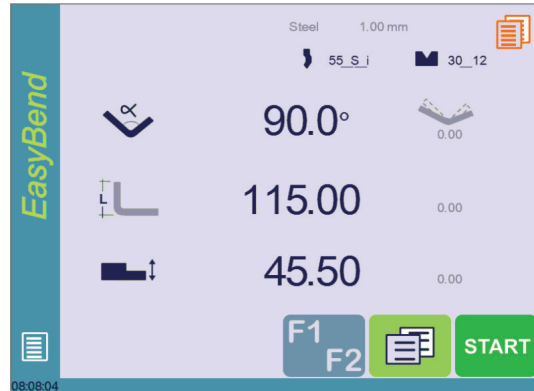 Steel 1.00 mm
55_S_i 30__12
EasyBend
α 90.0° 0.00
L 115.00 0.00
45.50 0.00
F1 F2 START
08:08:04